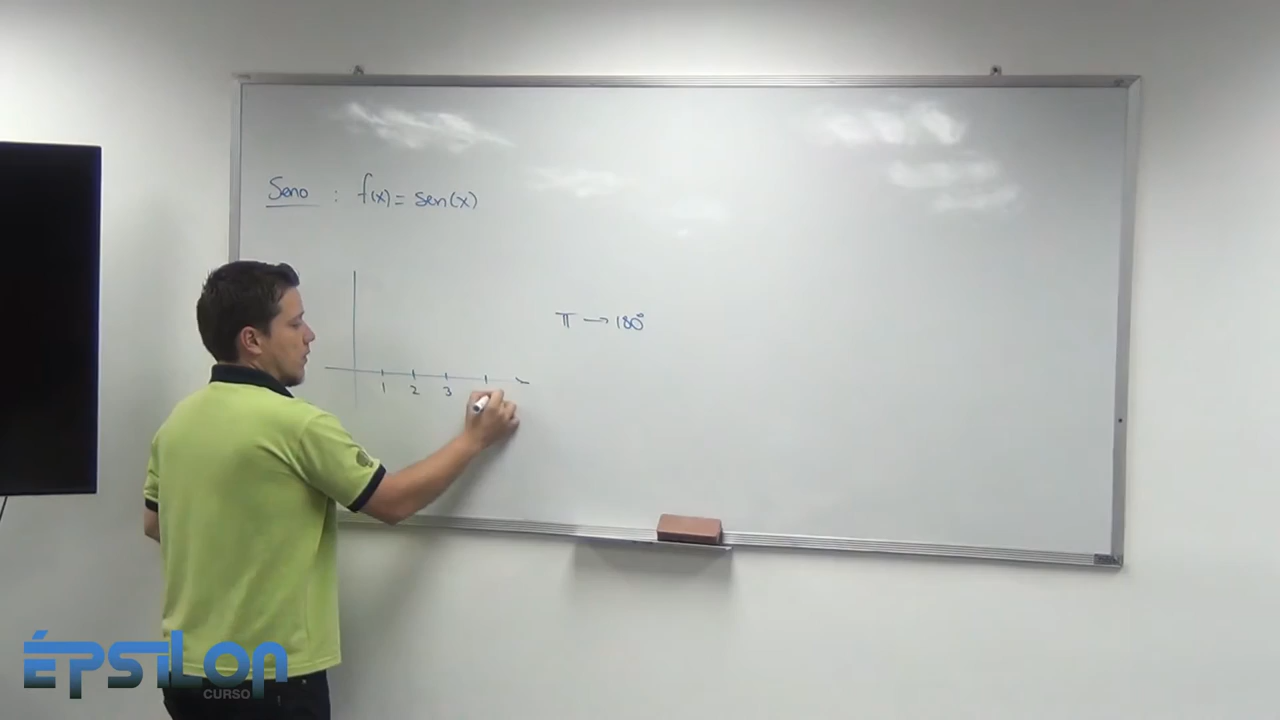 Seno : f(x) = sen(x)
π → 180°
1 2 3
ÉPSILON
CURSO